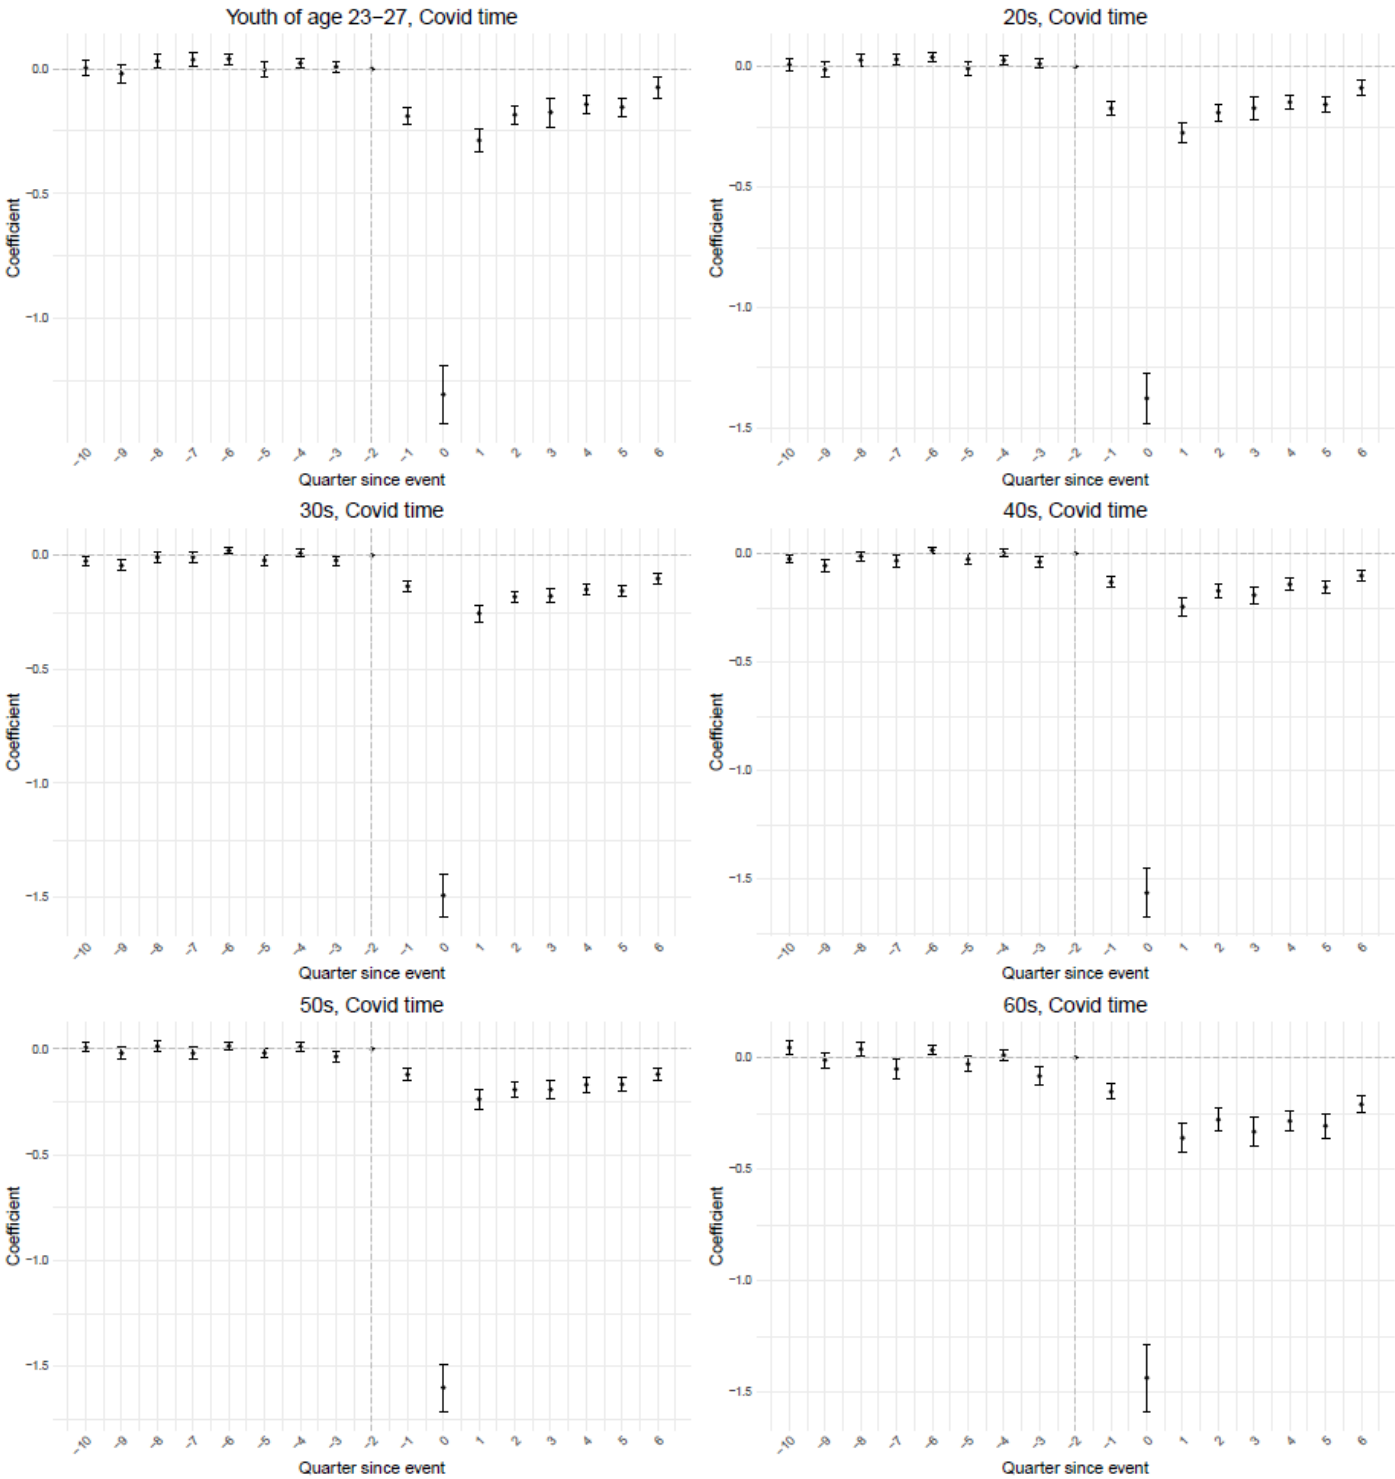 Youth of age 23−27, Covid time
Coefficient
0.0
−0.5
−1.0
−10 −9 −8 −7 −6 −5 −4 −3 −2 −1 0 1 2 3 4 5 6
Quarter since event
20s, Covid time
Coefficient
0.0
−0.5
−1.0
−1.5
−10 −9 −8 −7 −6 −5 −4 −3 −2 −1 0 1 2 3 4 5 6
Quarter since event
30s, Covid time
Coefficient
0.0
−0.5
−1.0
−1.5
−10 −9 −8 −7 −6 −5 −4 −3 −2 −1 0 1 2 3 4 5 6
Quarter since event
40s, Covid time
Coefficient
0.0
−0.5
−1.0
−1.5
−10 −9 −8 −7 −6 −5 −4 −3 −2 −1 0 1 2 3 4 5 6
Quarter since event
50s, Covid time
Coefficient
0.0
−0.5
−1.0
−1.5
−10 −9 −8 −7 −6 −5 −4 −3 −2 −1 0 1 2 3 4 5 6
Quarter since event
60s, Covid time
Coefficient
0.0
−0.5
−1.0
−1.5
−10 −9 −8 −7 −6 −5 −4 −3 −2 −1 0 1 2 3 4 5 6
Quarter since event